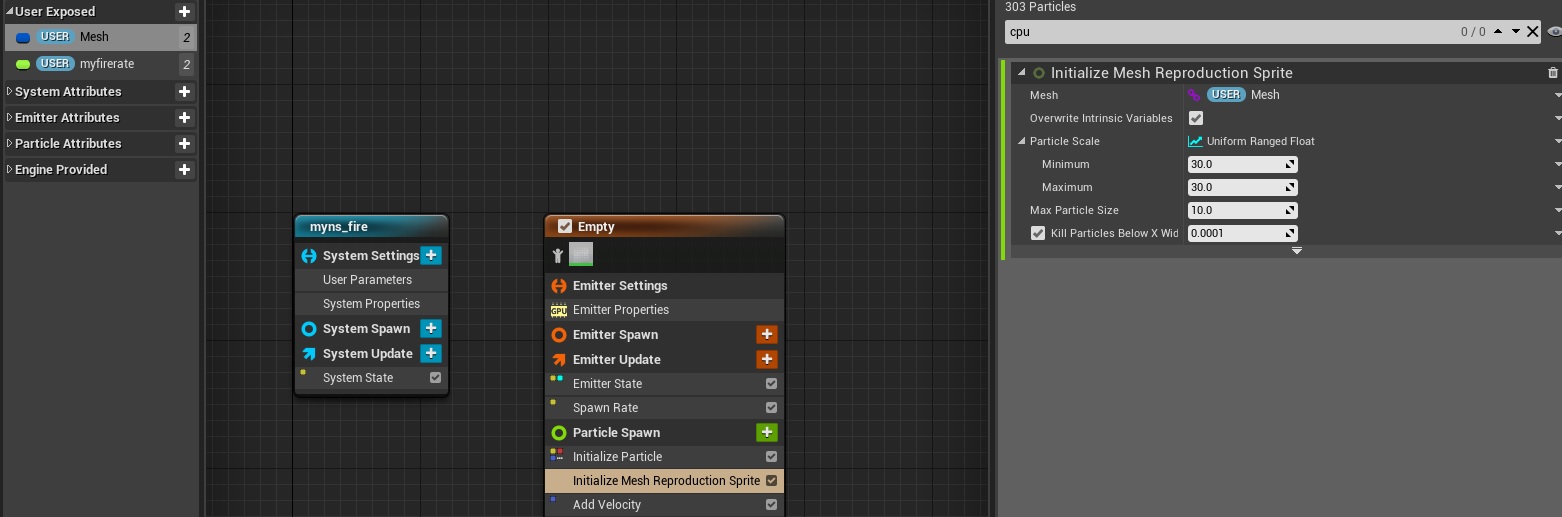 User Exposed
USER Mesh 2
USER myfirerate 2
System Attributes
Emitter Attributes
Particle Attributes
Engine Provided
myns_fire
System Settings
User Parameters
System Properties
System Spawn
System Update
System State
Empty
Emitter Settings
GPU Emitter Properties
Emitter Spawn
Emitter Update
Emitter State
Spawn Rate
Particle Spawn
Initialize Particle
Initialize Mesh Reproduction Sprite
Add Velocity
303 Particles
cpu 0 / 0
Initialize Mesh Reproduction Sprite
Mesh USER Mesh
Overwrite Intrinsic Variables
Particle Scale Uniform Ranged Float
Minimum 30.0
Maximum 30.0
Max Particle Size 10.0
Kill Particles Below X Wid 0.0001